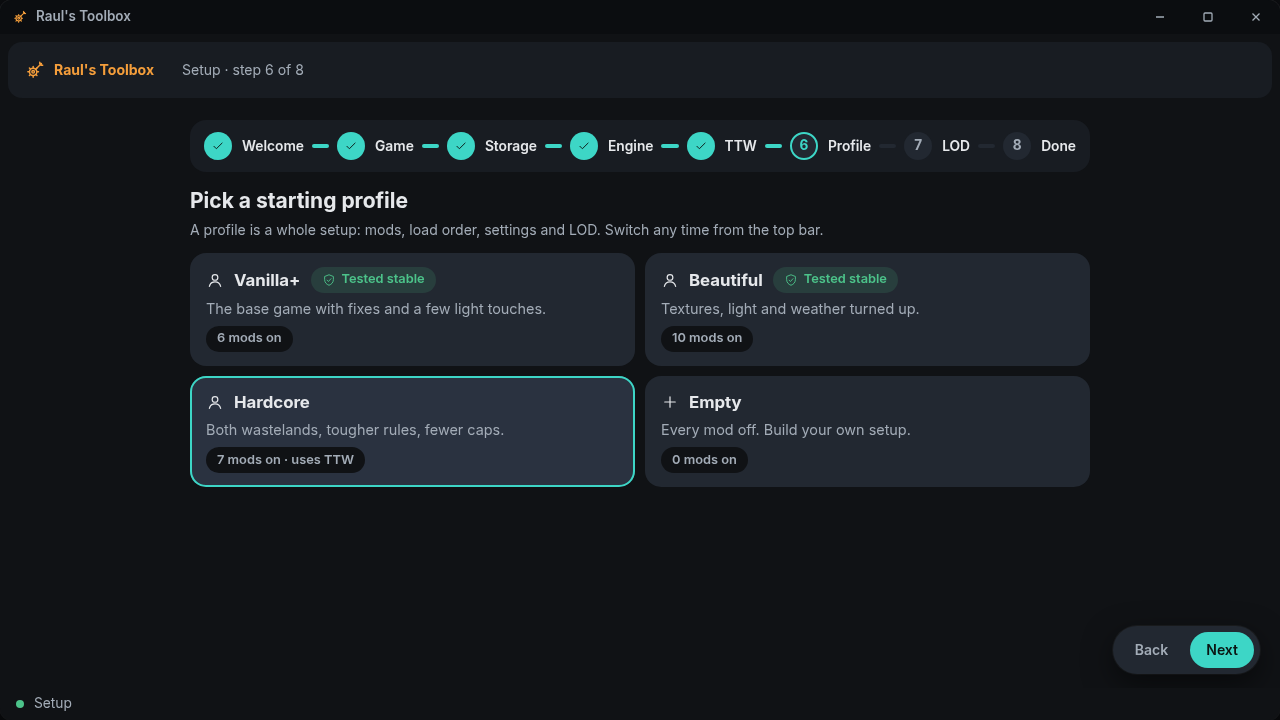 Raul's Toolbox
Raul's Toolbox
Setup · step 6 of 8
Welcome
Game
Storage
Engine
TTW
6 Profile
7 LOD
8 Done
Pick a starting profile
A profile is a whole setup: mods, load order, settings and LOD. Switch any time from the top bar.
Vanilla+
Tested stable
The base game with fixes and a few light touches.
6 mods on
Beautiful
Tested stable
Textures, light and weather turned up.
10 mods on
Hardcore
Both wastelands, tougher rules, fewer caps.
7 mods on · uses TTW
Empty
Every mod off. Build your own setup.
0 mods on
Back
Next
Setup